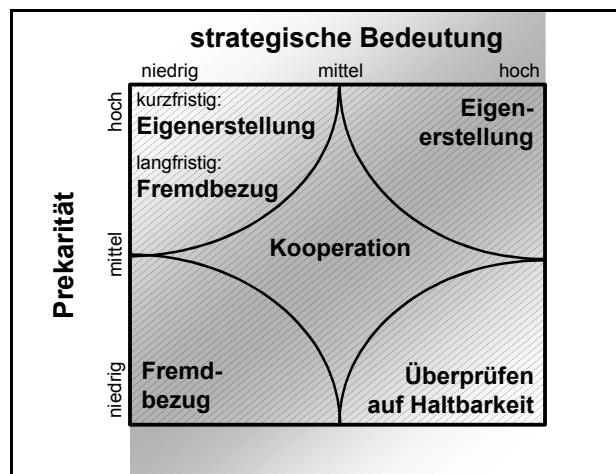 strategische Bedeutung
niedrig mittel hoch
Prekarität
hoch
mittel
niedrig
kurzfristig:
Eigenerstellung
langfristig:
Fremdbezug
Eigen-
erstellung
Kooperation
Fremd-
bezug
Überprüfen
auf Haltbarkeit